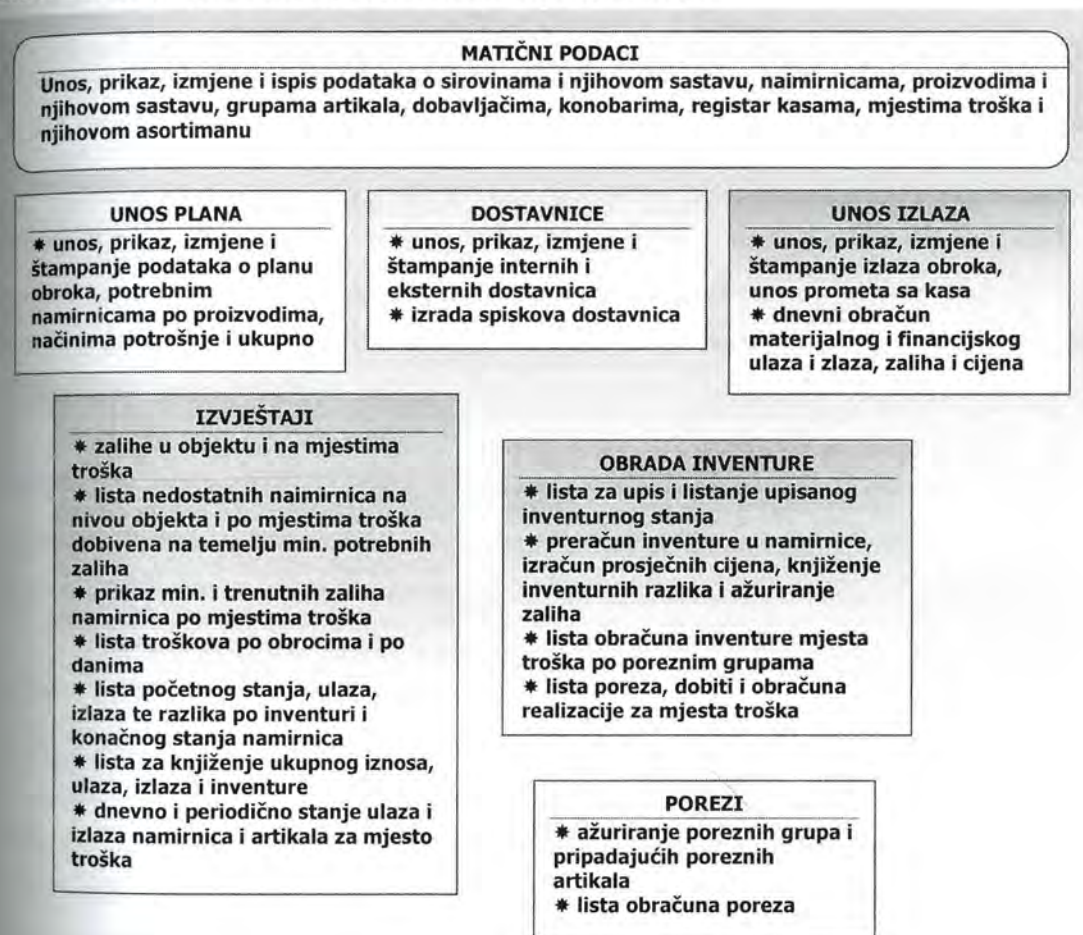 MATIČNI PODACI
Unos, prikaz, izmjene i ispis podataka o sirovinama i njihovom sastavu, naimirnicama, proizvodima i
njihovom sastavu, grupama artikala, dobavljačima, konobarima, registar kasama, mjestima troška i
njihovom asortimanu
UNOS PLANA
* unos, prikaz, izmjene i
štampanje podataka o planu
obroka, potrebnim
namirnicama po proizvodima,
načinima potrošnje i ukupno
DOSTAVNICE
* unos, prikaz, izmjene i
štampanje internih i
eksternih dostavnica
* izrada spiskova dostavnica
UNOS IZLAZA
* unos, prikaz, izmjene i
štampanje izlaza obroka,
unos prometa sa kasa
* dnevni obračun
materijalnog i financijskog
ulaza i zlaza, zaliha i cijena
IZVJEŠTAJI
* zalihe u objektu i na mjestima
troška
* lista nedostatnih naimirnica na
nivou objekta i po mjestima troška
dobivena na temelju min. potrebnih
zaliha
* prikaz min. i trenutnih zaliha
namirnica po mjestima troška
* lista troškova po obrocima i po
danima
* lista početnog stanja, ulaza,
izlaza te razlika po inventuri i
konačnog stanja namirnica
* lista za knjiženje ukupnog iznosa,
ulaza, izlaza i inventure
* dnevno i periodično stanje ulaza i
izlaza namirnica i artikala za mjesto
troška
OBRADA INVENTURE
* lista za upis i listanje upisanog
inventurnog stanja
* preračun inventure u namirnice,
izračun prosječnih cijena, knjiženje
inventurnih razlika i ažuriranje
zaliha
* lista obračuna inventure mjesta
troška po poreznim grupama
* lista poreza, dobiti i obračuna
realizacije za mjesta troška
POREZI
* ažuriranje poreznih grupa i
pripadajućih poreznih
artikala
* lista obračuna poreza